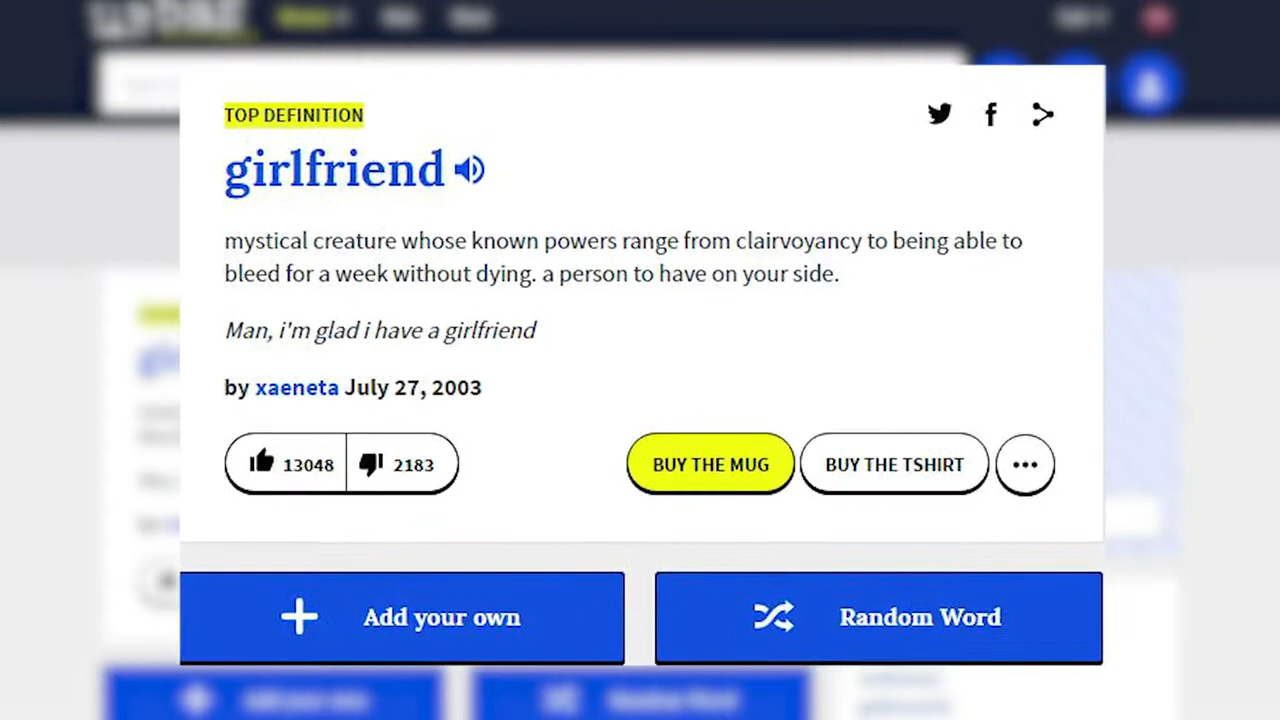 TOP DEFINITION
girlfriend
mystical creature whose known powers range from clairvoyancy to being able to
bleed for a week without dying. a person to have on your side.
Man, i'm glad i have a girlfriend
by xaeneta July 27, 2003
13048 2183 BUY THE MUG BUY THE TSHIRT
Add your own Random Word